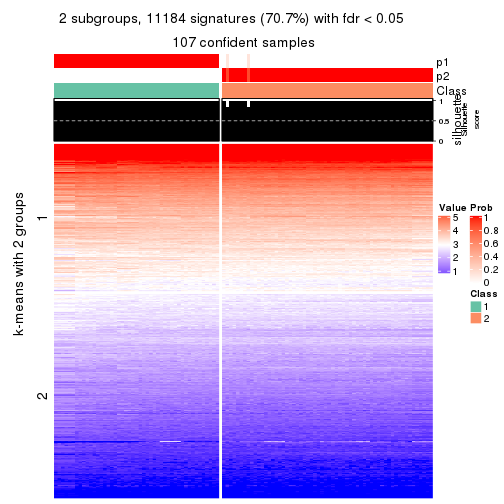 2 subgroups, 11184 signatures (70.7%) with fdr < 0.05
107 confident samples
p1
p2
Class
1
0.5
0
silhouette
Silhouette
score
k-means with 2 groups
1
2
Value
5
4
3
2
1
Prob
1
0.8
0.6
0.4
0.2
0
Class
1
2